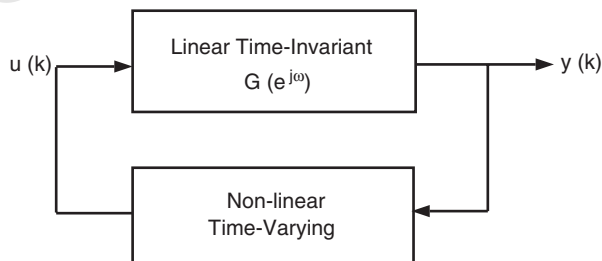 Linear Time-Invariant
u (k)
G (e^jω)
y (k)
Non-linear
Time-Varying